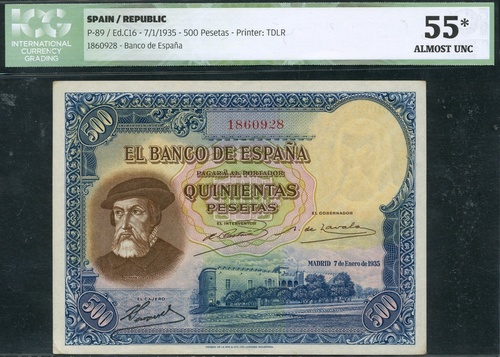 ICG
INTERNATIONAL
CURRENCY
GRADING
SPAIN / REPUBLIC
P-89 / Ed.C16 - 7/1/1935 - 500 Pesetas - Printer: TDLR
1860928 - Banco de España
55*
ALMOST UNC
500
1860928
EL BANCO DE ESPAÑA
PAGARÁ AL PORTADOR
QUINIENTAS
PESETAS
EL INTERVENTOR
EL GOBERNADOR
MADRID 7 de Enero de 1935
EL CAJERO
500
500